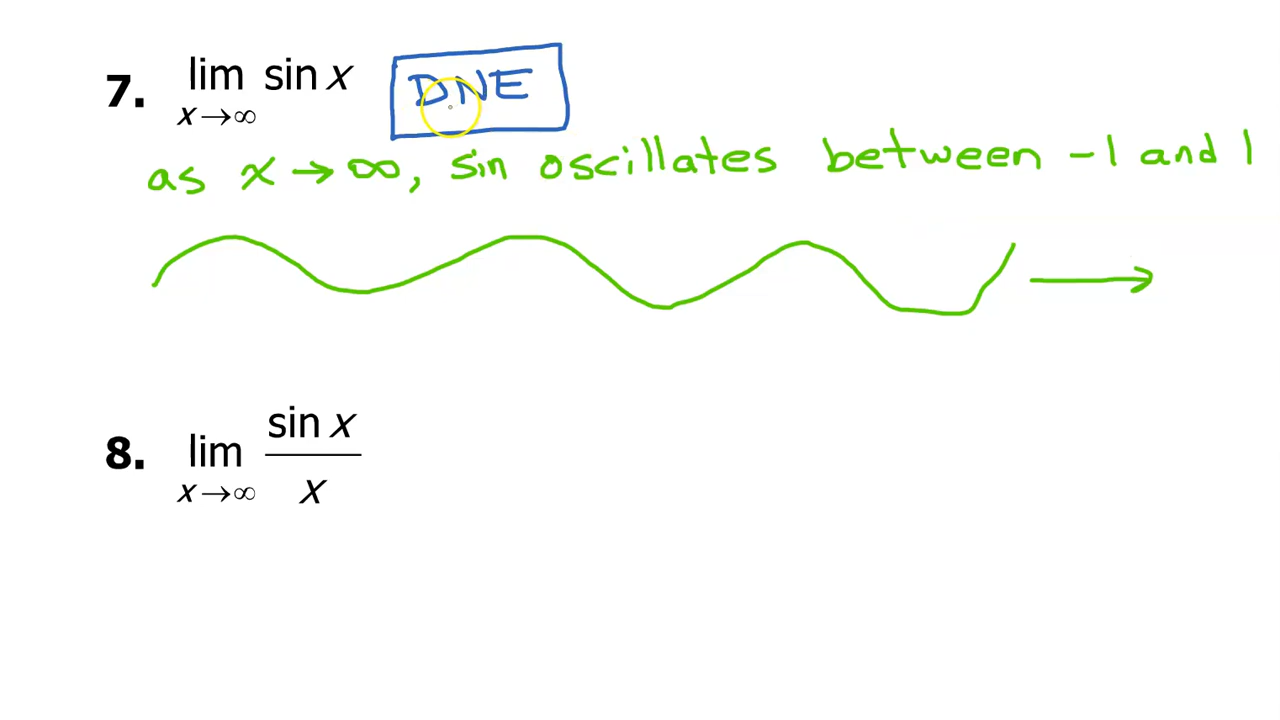 7. lim x→∞ sin x DNE
as x → ∞, sin oscillates between -1 and 1
8. lim x→∞ sin x / x